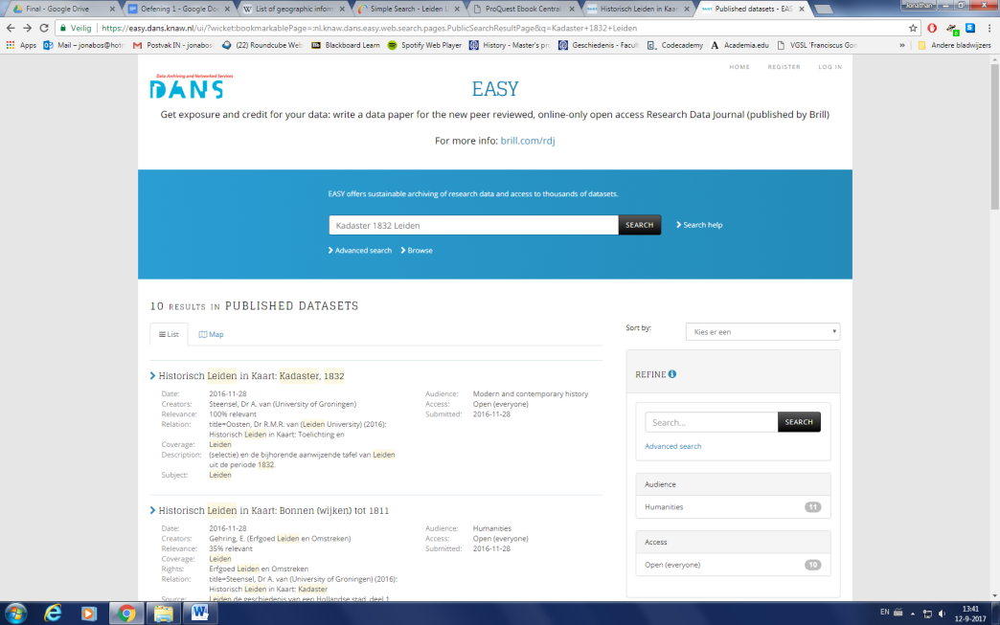 Final - Google Drive
Oefening 1 - Google Do
List of geographic inform
Simple Search - Leiden U
ProQuest Ebook Central
Historisch Leiden in Kaar
Published datasets - EAS
Jonathan
Veilig
https://easy.dans.knaw.nl/ui/?wicket:bookmarkablePage=:nl.knaw.dans.easy.web.search.pages.PublicSearchResultPage&q=Kadaster+1832+Leiden
Apps
Mail – jonabos@hot
Postvak IN - jonabos
(22) Roundcube Web
Blackboard Learn
Spotify Web Player
History - Master's pro
Geschiedenis - Facult
Codecademy
Academia.edu
VGSL 'Franciscus Gor
»
Andere bladwijzers
HOME REGISTER LOG IN
Data Archiving and Networked Services
DANS
EASY
Get exposure and credit for your data: write a data paper for the new peer reviewed, online-only open access Research Data Journal (published by Brill)
For more info: brill.com/rdj
EASY offers sustainable archiving of research data and access to thousands of datasets.
Kadaster 1832 Leiden
SEARCH
Search help
Advanced search
Browse
10 RESULTS IN PUBLISHED DATASETS
List
Map
Sort by:
Kies er een
Historisch Leiden in Kaart: Kadaster, 1832
Date: 2016-11-28
Creators: Steensel, Dr A. van (University of Groningen)
Relevance: 100% relevant
Relation: title=Oosten, Dr R.M.R. van (Leiden University) (2016):
Historisch Leiden in Kaart: Toelichting en
Coverage: Leiden
Description: (selectie) en de bijhorende aanwijzende tafel van Leiden
uit de periode 1832.
Subject: Leiden
Audience: Modern and contemporary history
Access: Open (everyone)
Submitted: 2016-11-28
Historisch Leiden in Kaart: Bonnen (wijken) tot 1811
Date: 2016-11-28
Creators: Gehring, E. (Erfgoed Leiden en Omstreken)
Relevance: 35% relevant
Coverage: Leiden
Rights: Erfgoed Leiden en Omstreken
Relation: title=Steensel, Dr A. van (University of Groningen) (2016):
Historisch Leiden in Kaart: Kadaster
Source: Leiden de geschiedenis van een Hollandse stad, deel 1
Audience: Humanities
Access: Open (everyone)
Submitted: 2016-11-28
REFINE
Search...
SEARCH
Advanced search
Audience
Humanities 11
Access
Open (everyone) 10
EN
13:41
12-9-2017